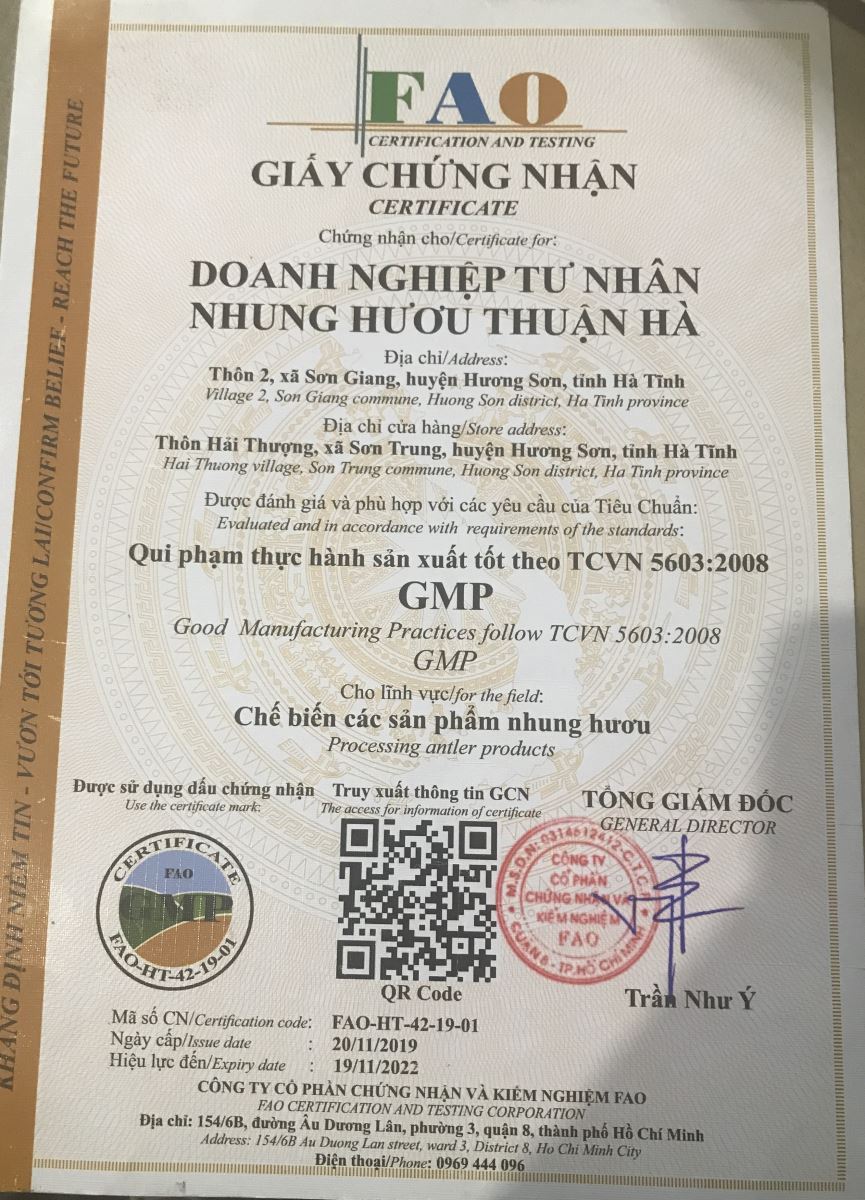 FAO
CERTIFICATION AND TESTING
GIẤY CHỨNG NHẬN
CERTIFICATE
Chứng nhận cho/Certificate for:
DOANH NGHIỆP TƯ NHÂN
NHUNG HƯƠU THUẬN HÀ
Địa chỉ/Address:
Thôn 2, xã Sơn Giang, huyện Hương Sơn, tỉnh Hà Tĩnh
Village 2, Son Giang commune, Huong Son district, Ha Tinh province
Địa chỉ cửa hàng/Store address:
Thôn Hải Thượng, xã Sơn Trung, huyện Hương Sơn, tỉnh Hà Tĩnh
Hai Thuong village, Son Trung commune, Huong Son district, Ha Tinh province
Được đánh giá và phù hợp với các yêu cầu của Tiêu Chuẩn:
Evaluated and in accordance with requirements of the standards:
Qui phạm thực hành sản xuất tốt theo TCVN 5603:2008
GMP
Good Manufacturing Practices follow TCVN 5603:2008
GMP
Cho lĩnh vực/for the field:
Chế biến các sản phẩm nhung hươu
Processing antler products
Được sử dụng dấu chứng nhận
Use the certificate mark:
CERTIFICATE
FAO
GMP
FAO-HT-42-19-01
Truy xuất thông tin GCN
The access for information of certificate
QR Code
TỔNG GIÁM ĐỐC
GENERAL DIRECTOR
M.S.D.N: 0314612412-C.T.C.P
CÔNG TY
CỔ PHẦN
CHỨNG NHẬN VÀ
KIỂM NGHIỆM
FAO
QUẬN 8 - TP.HỒ CHÍ MINH
Trần Như Ý
Mã số CN/Certification code: FAO-HT-42-19-01
Ngày cấp/Issue date : 20/11/2019
Hiệu lực đến/Expiry date : 19/11/2022
CÔNG TY CỔ PHẦN CHỨNG NHẬN VÀ KIỂM NGHIỆM FAO
FAO CERTIFICATION AND TESTING CORPORATION
Địa chỉ: 154/6B, đường Âu Dương Lân, phường 3, quận 8, thành phố Hồ Chí Minh
Address: 154/6B Au Duong Lan street, ward 3, District 8, Ho Chi Minh City
Điện thoại/Phone: 0969 444 096
KHẲNG ĐỊNH NIỀM TIN - VƯƠN TỚI TƯƠNG LAI/CONFIRM BELIEF - REACH THE FUTURE